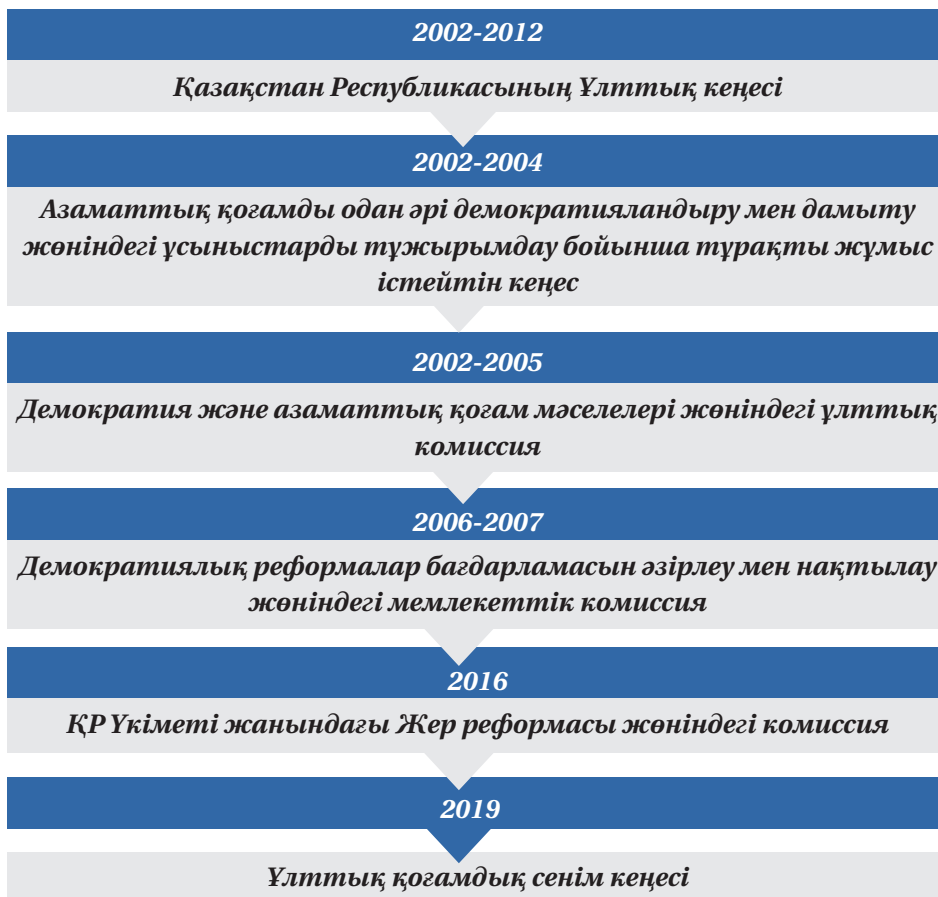 2002-2012
Қазақстан Республикасының Ұлттық кеңесі
2002-2004
Азаматтық қоғамды одан әрі демократияландыру мен дамыту
жөніндегі ұсыныстарды тұжырымдау бойынша тұрақты жұмыс
істейтін кеңес
2002-2005
Демократия және азаматтық қоғам мәселелері жөніндегі ұлттық
комиссия
2006-2007
Демократиялық реформалар бағдарламасын әзірлеу мен нақтылау
жөніндегі мемлекеттік комиссия
2016
ҚР Үкіметі жанындағы Жер реформасы жөніндегі комиссия
2019
Ұлттық қоғамдық сенім кеңесі